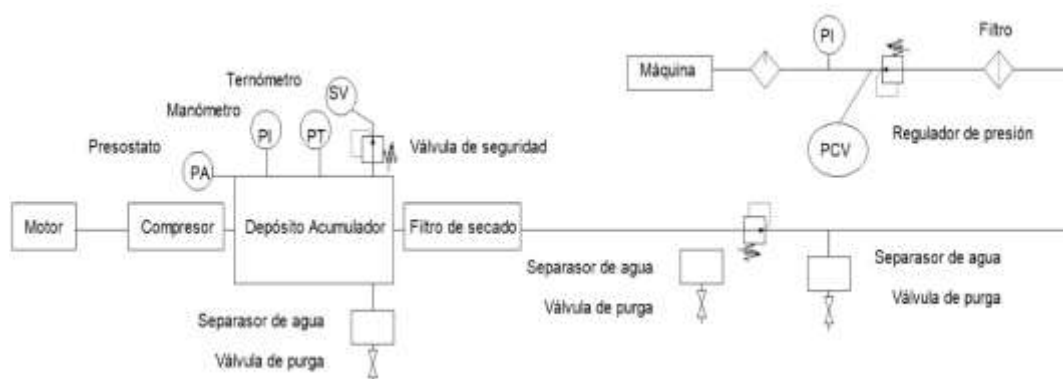 PI
Filtro
Máquina
Ternómetro
SV
Manómetro
PI
PT
Válvula de seguridad
PCV
Regulador de presión
Presostato
PA
Motor
Compresor
Depósito Acumulador
Filtro de secado
Separasor de agua
Válvula de purga
Separasor de agua
Válvula de purga
Separasor de agua
Válvula de purga